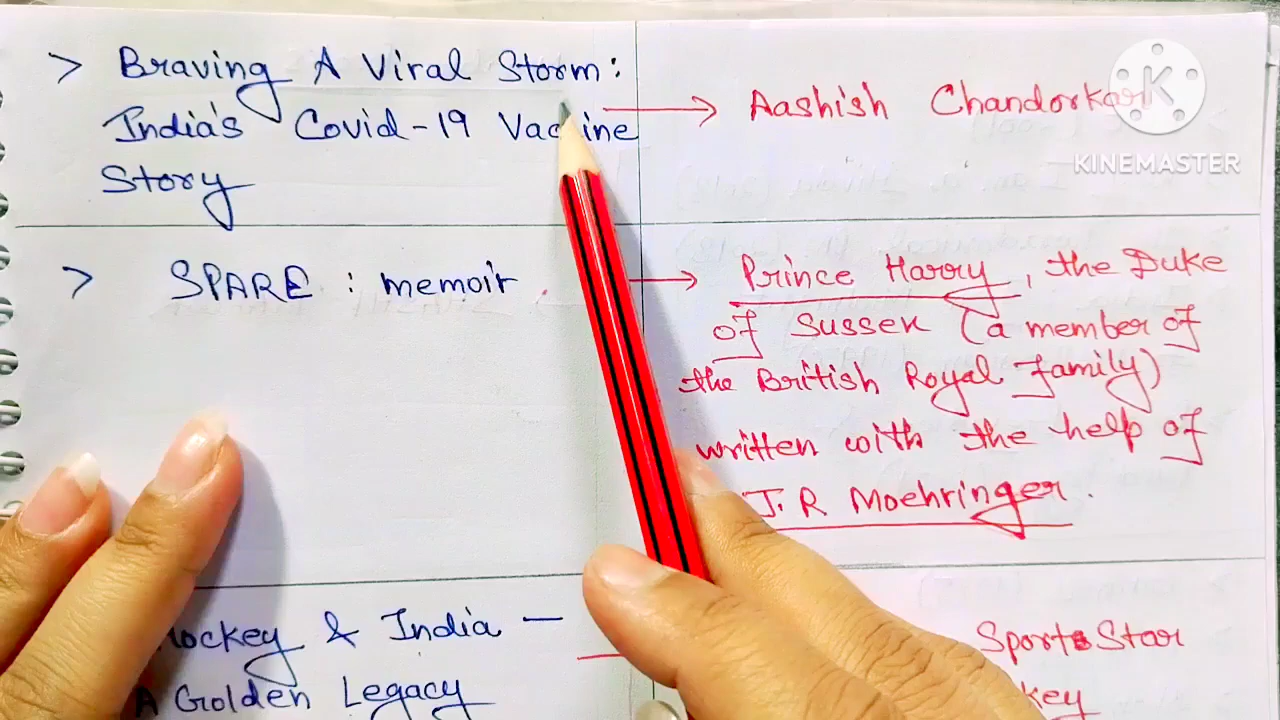 > Braving A Viral Storm:
India's Covid-19 Vaccine
Story
→ Aashish Chandorkar
K
KINEMASTER
> SPARE : memoir
→ Prince Harry, the Duke
of Sussex (a member of
the British Royal family)
written with the help of
J. R Moehringer.
Hockey & India —
A Golden Legacy
Sports Star